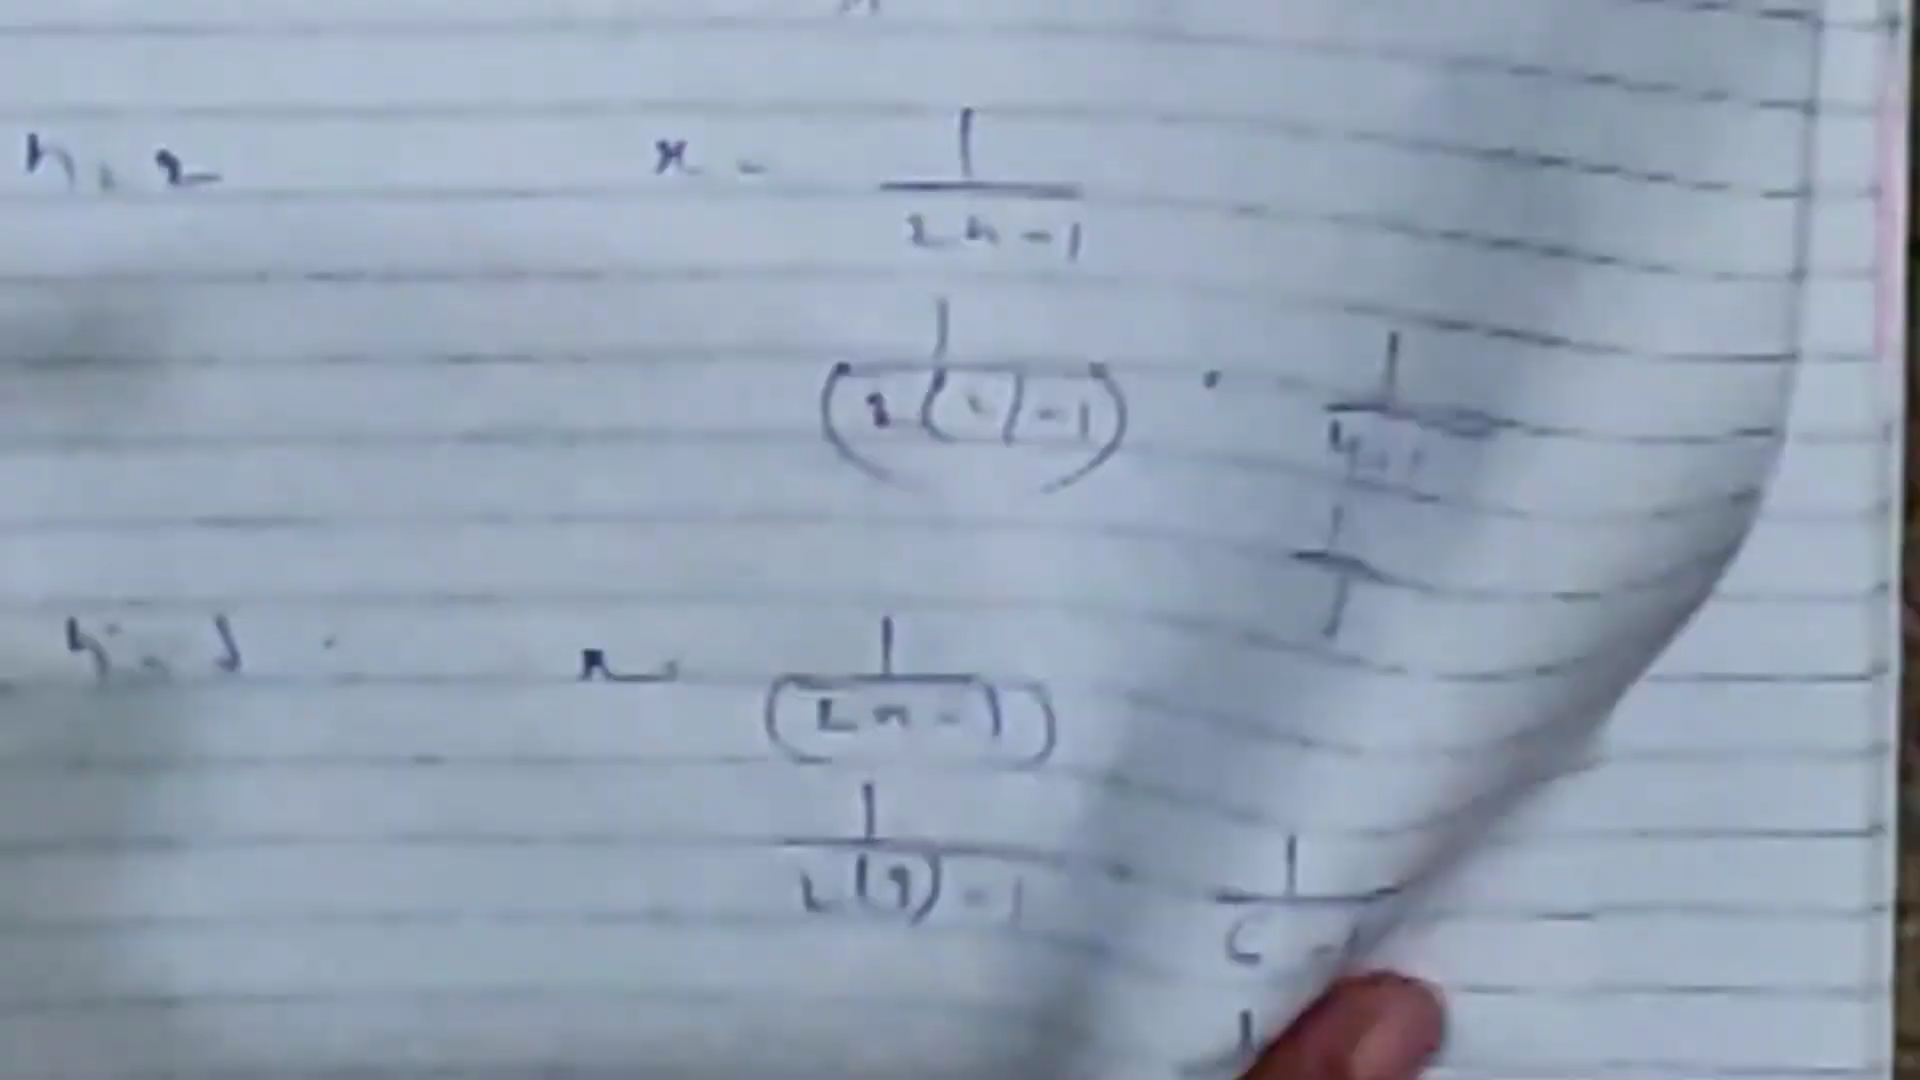 n = 2 x = 1/(2n-1)
1/(2(2)-1) = 1/(4-1)
1/3
n = 3 x = 1/(2n-1)
1/(2(3)-1) = 1/(6-1)
1